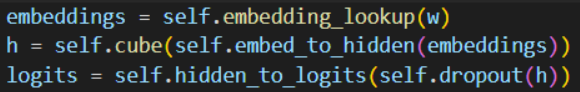 embeddings = self.embedding_lookup(w)
h = self.cube(self.embed_to_hidden(embeddings))
logits = self.hidden_to_logits(self.dropout(h))